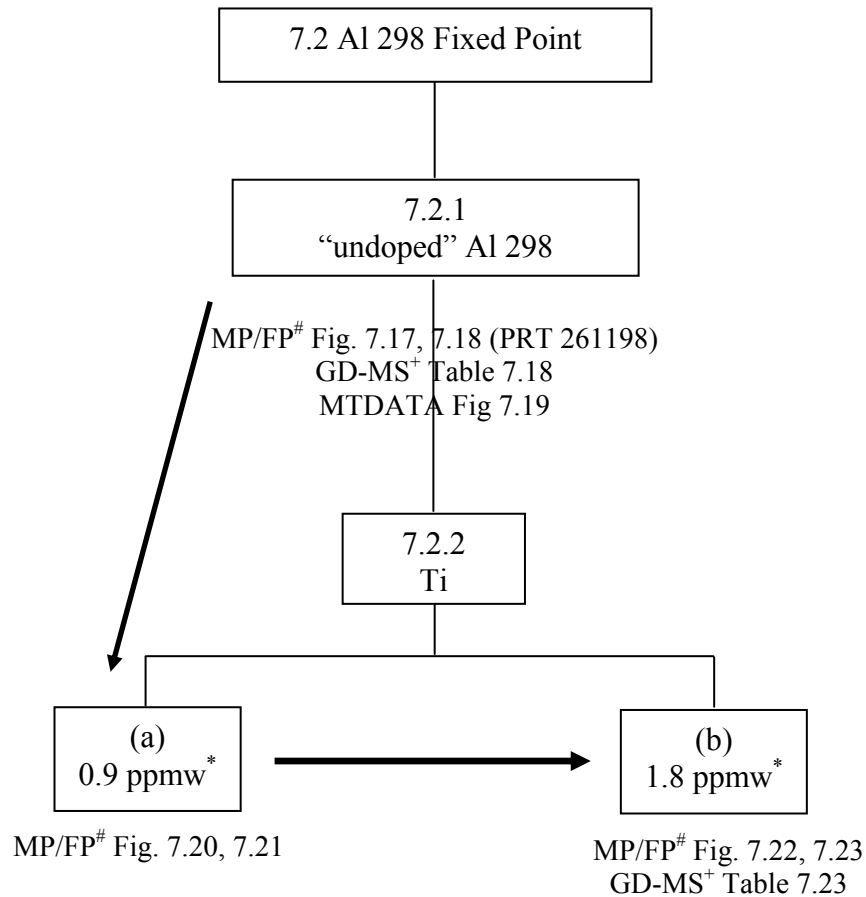 7.2 Al 298 Fixed Point
7.2.1
“undoped” Al 298
MP/FP# Fig. 7.17, 7.18 (PRT 261198)
GD-MS+ Table 7.18
MTDATA Fig 7.19
7.2.2
Ti
(a)
0.9 ppmw*
(b)
1.8 ppmw*
MP/FP# Fig. 7.20, 7.21
MP/FP# Fig. 7.22, 7.23
GD-MS+ Table 7.23